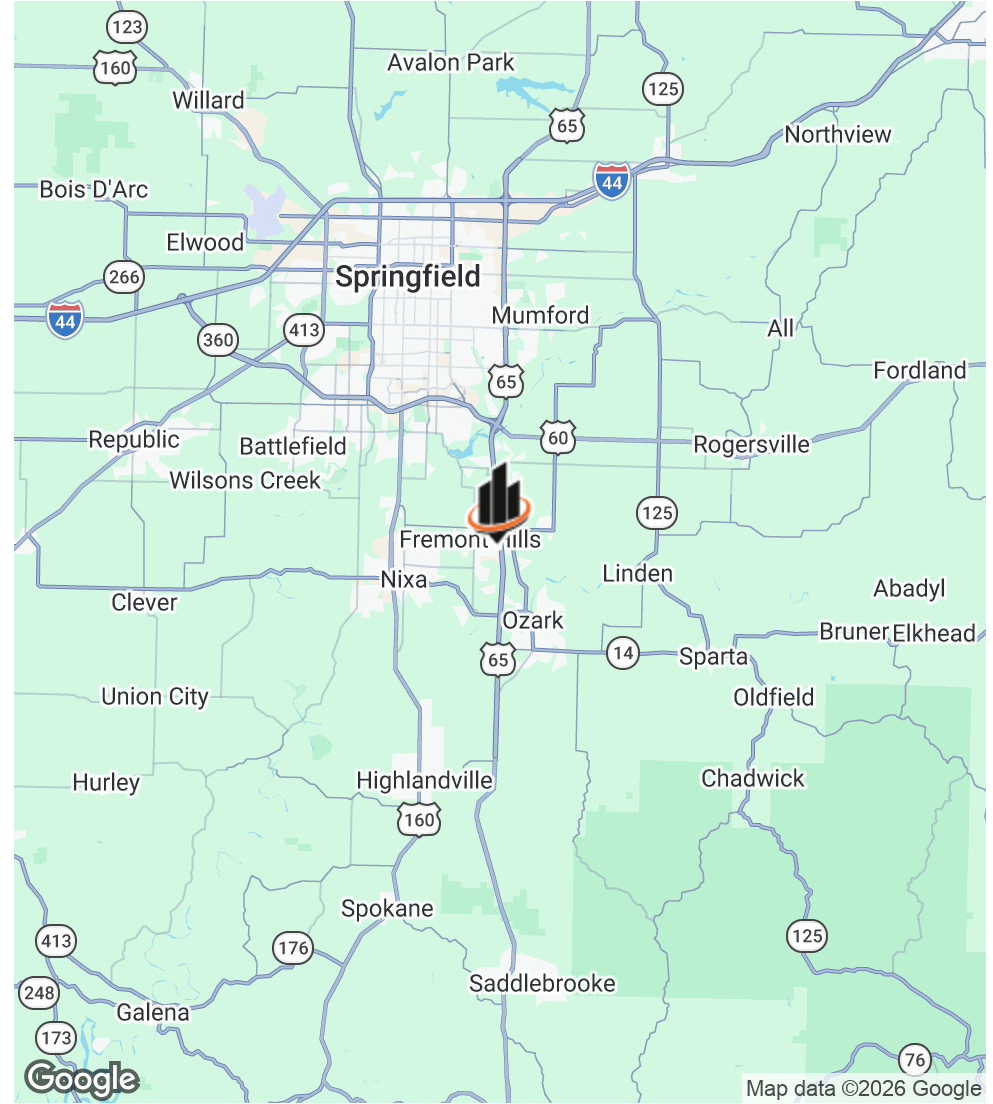 123
Avalon Park
160
125
Willard
65
Northview
44
Bois D'Arc
Elwood
266
Springfield
44
Mumford
413
All
360
Fordland
65
Republic
60
Battlefield
Rogersville
Wilsons Creek
125
Fremont Hills
Linden
Nixa
Abadyl
Clever
Ozark
Bruner
Elkhead
14
65
Sparta
Union City
Oldfield
Hurley
Highlandville
Chadwick
160
Spokane
413
176
125
Saddlebrooke
248
Galena
173
76
Google
Map data ©2026 Google